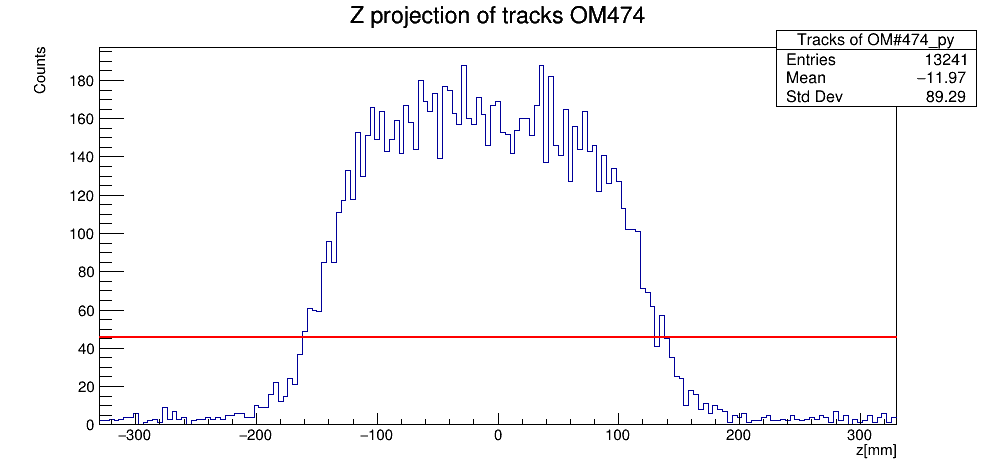 Z projection of tracks OM474
Tracks of OM#474_py
Entries 13241
Mean −11.97
Std Dev 89.29
Counts
180
160
140
120
100
80
60
40
20
0
−300 −200 −100 0 100 200 300
z[mm]